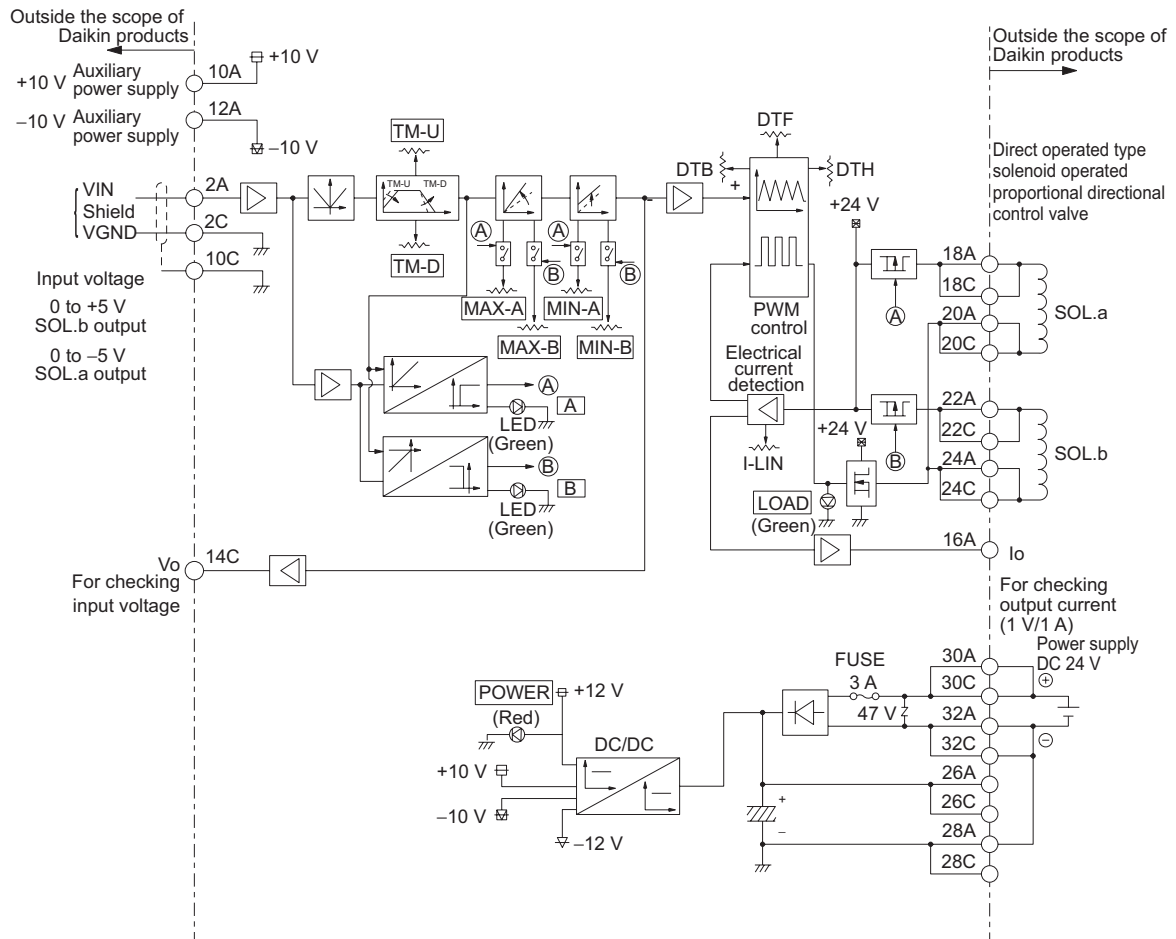 Outside the scope of
Daikin products
+10 V
+10 V Auxiliary
power supply
10A
−10 V Auxiliary
power supply
12A
−10 V
VIN
Shield
VGND
2A
2C
10C
Input voltage
0 to +5 V
SOL.b output
0 to −5 V
SOL.a output
TM-U
TM-U TM-D
TM-D
A
B
A
B
MAX-A
MAX-B
MIN-A
MIN-B
A
A
LED
(Green)
B
B
LED
(Green)
-
Vo
14C
For checking
input voltage
DTF
DTB
DTH
+
PWM
control
Electrical
current
detection
I-LIN
+24 V
+24 V
A
B
LOAD
(Green)
Outside the scope of
Daikin products
Direct operated type
solenoid operated
proportional directional
control valve
18A
18C
20A
20C
SOL.a
22A
22C
24A
24C
SOL.b
16A
Io
For checking
output current
(1 V/1 A)
Power supply
DC 24 V
FUSE
3 A
47 V
30A
30C
+
32A
32C
−
26A
26C
28A
28C
+
−
POWER
(Red)
+12 V
DC/DC
+10 V
−10 V
−12 V